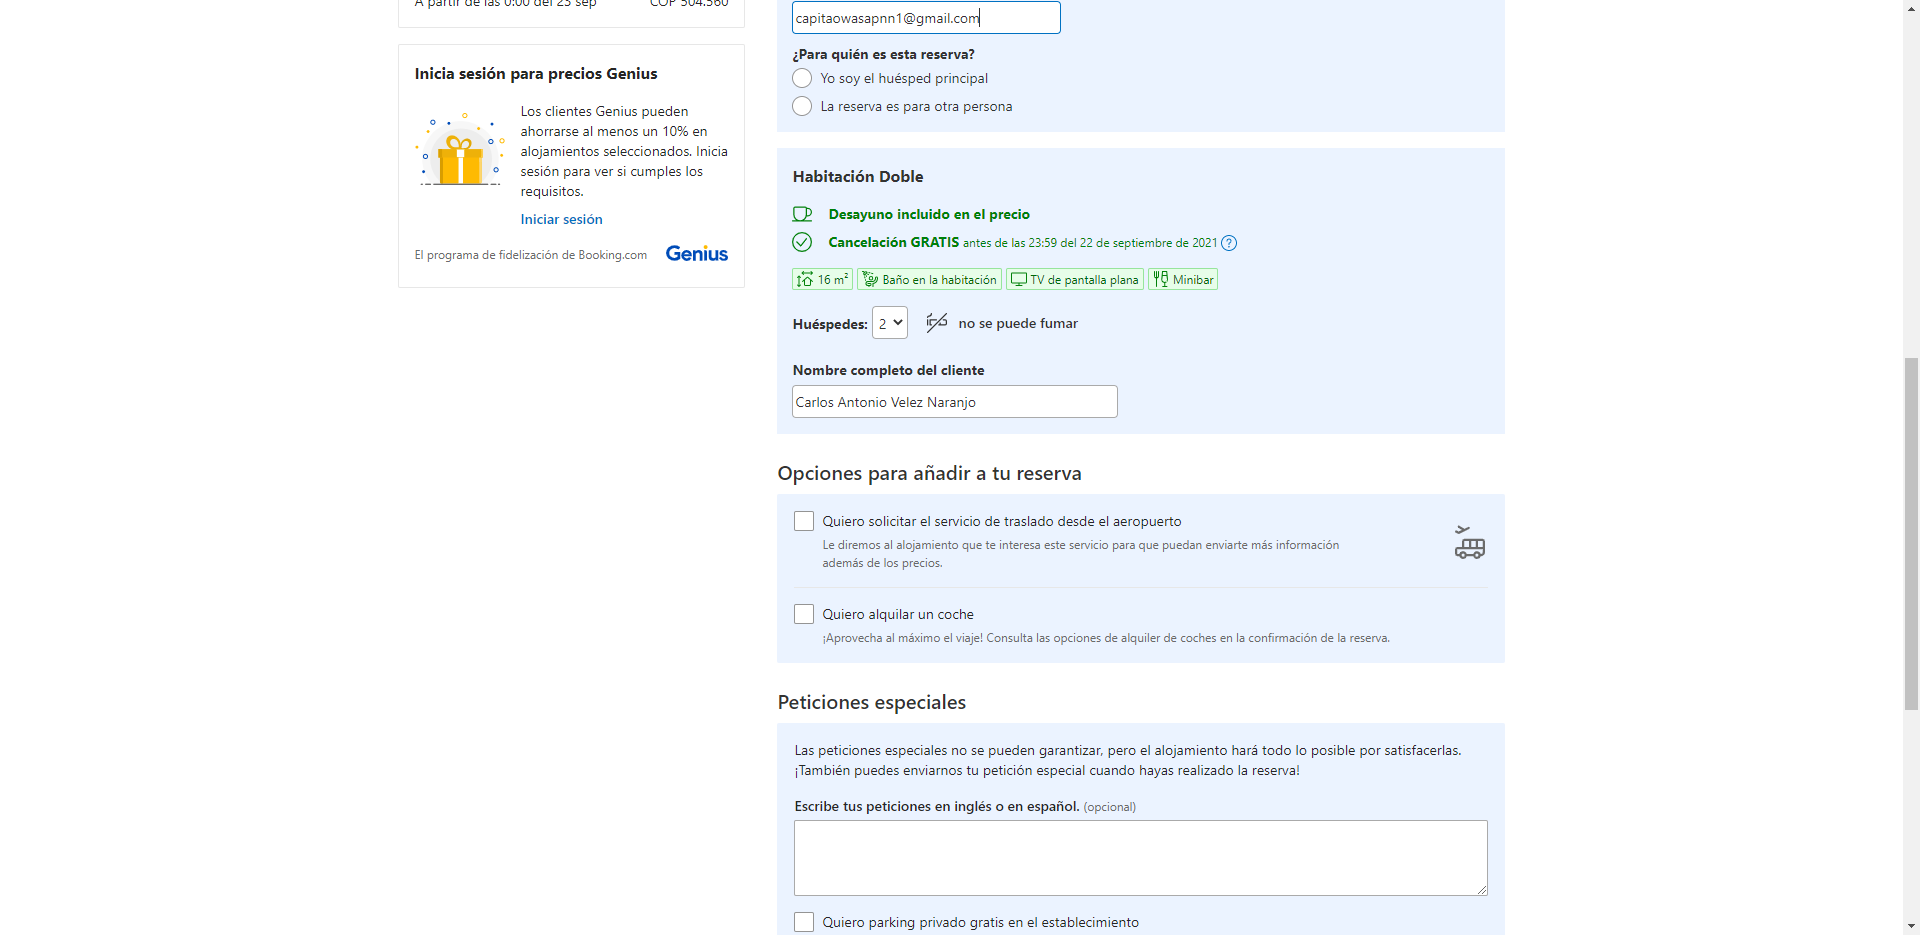 A partir de las 0:00 del 23 sep COP 504.560
Inicia sesión para precios Genius
Los clientes Genius pueden
ahorrarse al menos un 10% en
alojamientos seleccionados. Inicia
sesión para ver si cumples los
requisitos.
Iniciar sesión
El programa de fidelización de Booking.com Genius
capitaowasapnn1@gmail.com
¿Para quién es esta reserva?
Yo soy el huésped principal
La reserva es para otra persona
Habitación Doble
Desayuno incluido en el precio
Cancelación GRATIS antes de las 23:59 del 22 de septiembre de 2021 ?
16 m² Baño en la habitación TV de pantalla plana Minibar
Huéspedes: 2 no se puede fumar
Nombre completo del cliente
Carlos Antonio Velez Naranjo
Opciones para añadir a tu reserva
Quiero solicitar el servicio de traslado desde el aeropuerto
Le diremos al alojamiento que te interesa este servicio para que puedan enviarte más información
además de los precios.
Quiero alquilar un coche
¡Aprovecha al máximo el viaje! Consulta las opciones de alquiler de coches en la confirmación de la reserva.
Peticiones especiales
Las peticiones especiales no se pueden garantizar, pero el alojamiento hará todo lo posible por satisfacerlas.
¡También puedes enviarnos tu petición especial cuando hayas realizado la reserva!
Escribe tus peticiones en inglés o en español. (opcional)
Quiero parking privado gratis en el establecimiento